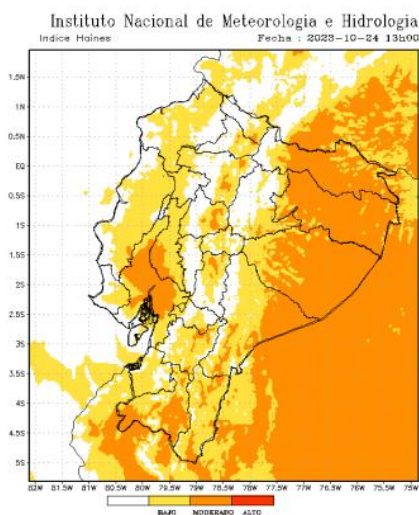 Instituto Nacional de Meteorologia e Hidrologia
Indice Haines Fecha : 2023-10-24 13h00
1.5N
1N
0.5N
EQ
0.5S
1S
1.5S
2S
2.5S
3S
3.5S
4S
4.5S
5S
82W 81.5W 81W 80.5W 80W 79.5W 79W 78.5W 78W 77.5W 77W 76.5W 76W 75.5W 75W
BAJO MODERADO ALTO